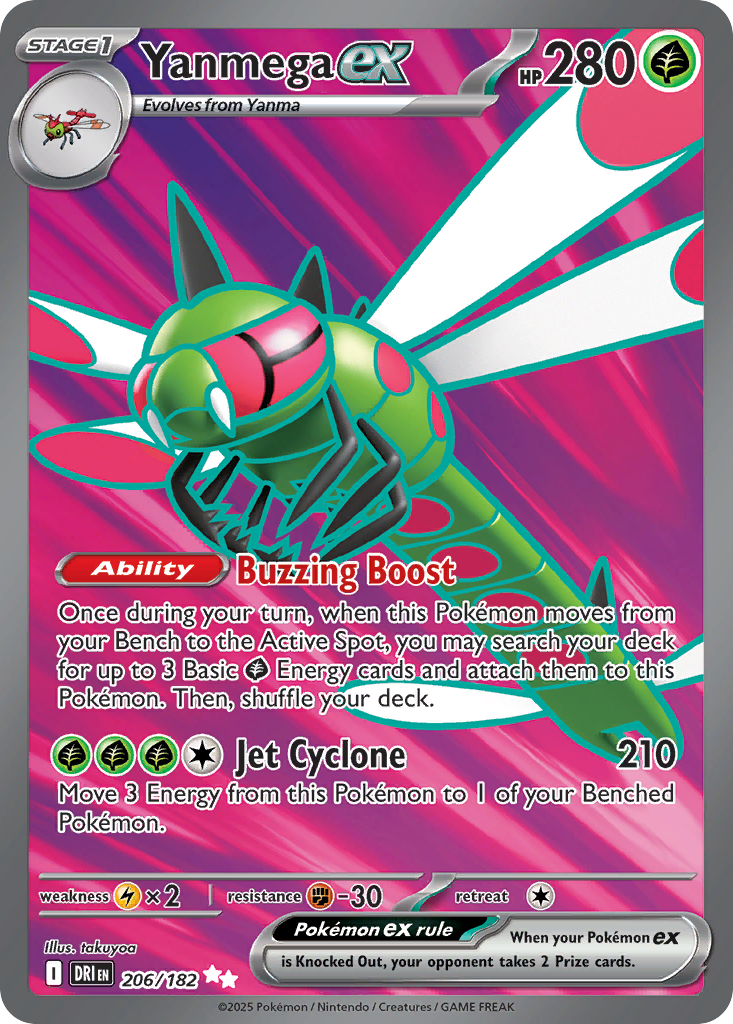 STAGE 1
Yanmega ex
HP 280
Evolves from Yanma
Ability Buzzing Boost
Once during your turn, when this Pokémon moves from
your Bench to the Active Spot, you may search your deck
for up to 3 Basic Energy cards and attach them to this
Pokémon. Then, shuffle your deck.
Jet Cyclone 210
Move 3 Energy from this Pokémon to 1 of your Benched
Pokémon.
weakness ×2 resistance -30 retreat
Illus. takuyoa
Pokémon ex rule When your Pokémon ex
is Knocked Out, your opponent takes 2 Prize cards.
I DRI EN 206/182
©2025 Pokémon / Nintendo / Creatures / GAME FREAK